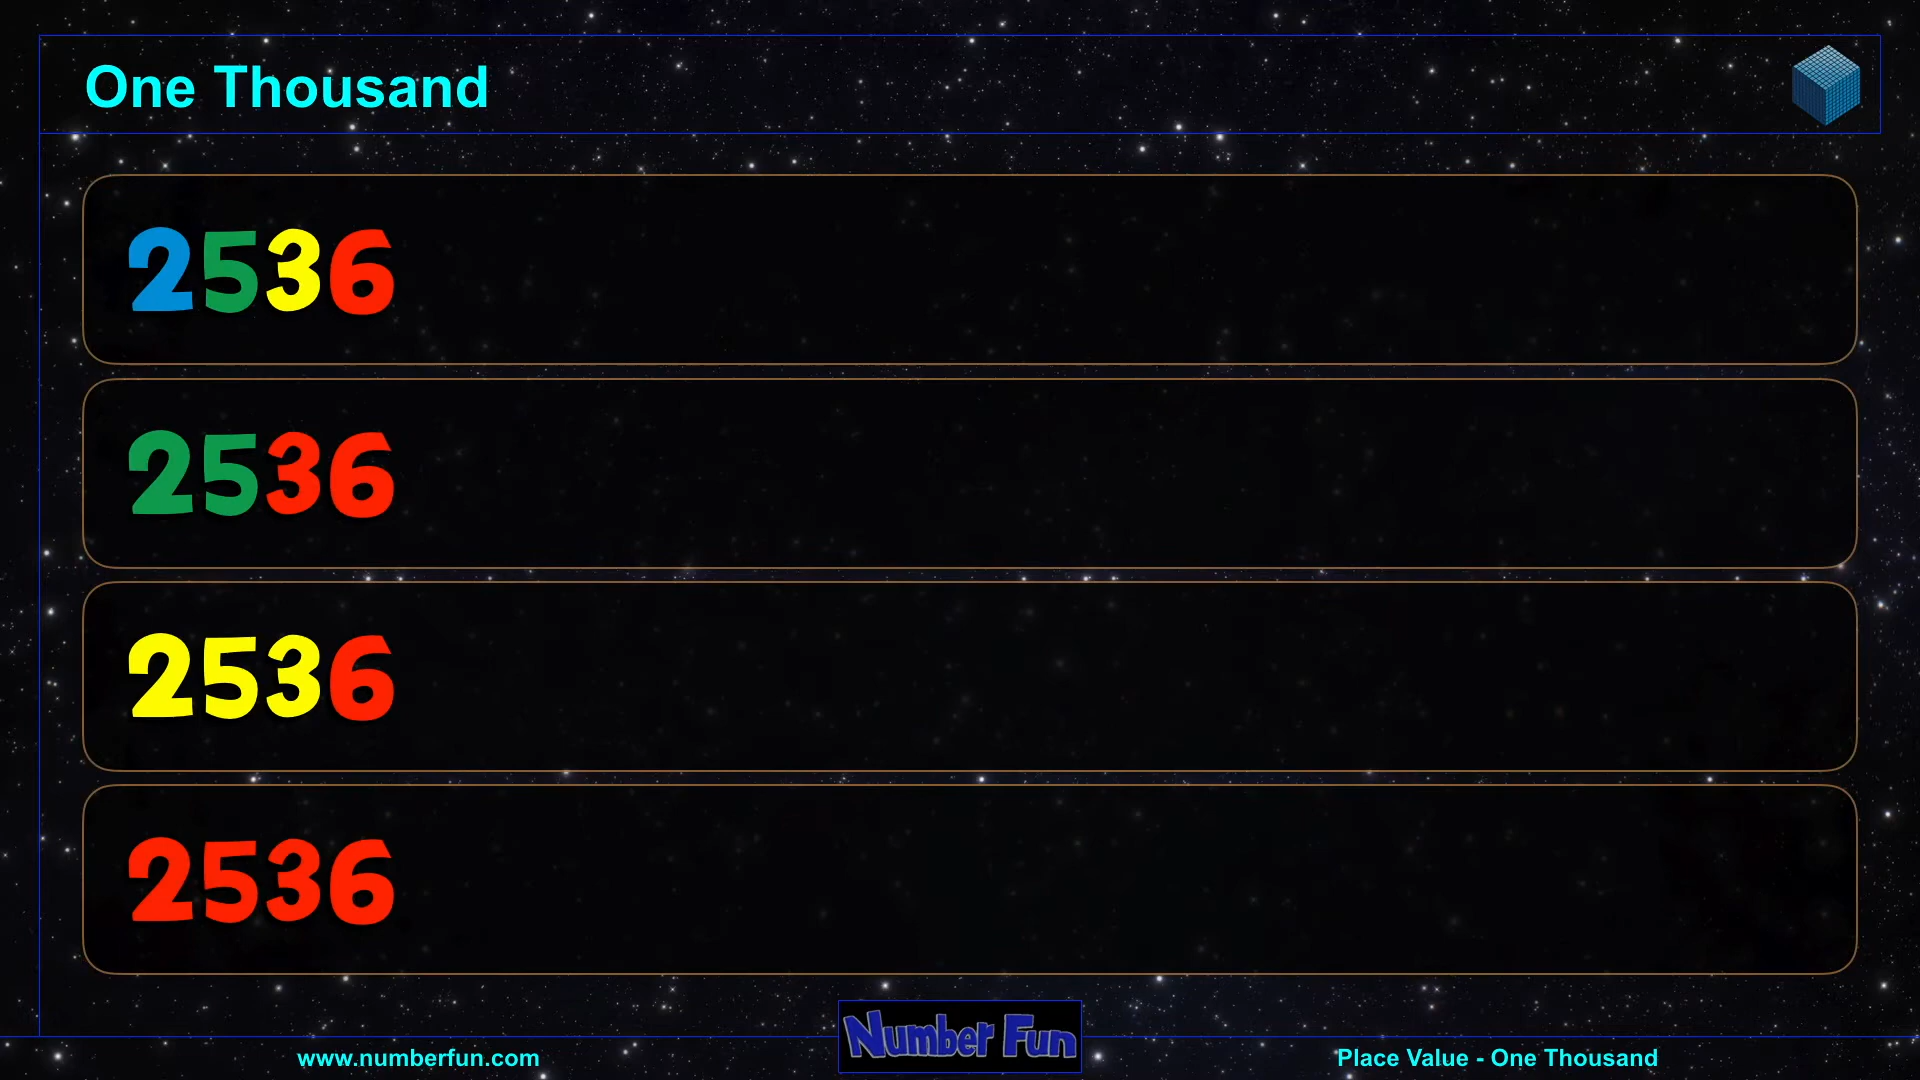 One Thousand
2536
2536
2536
2536
www.numberfun.com
Number Fun
Place Value - One Thousand